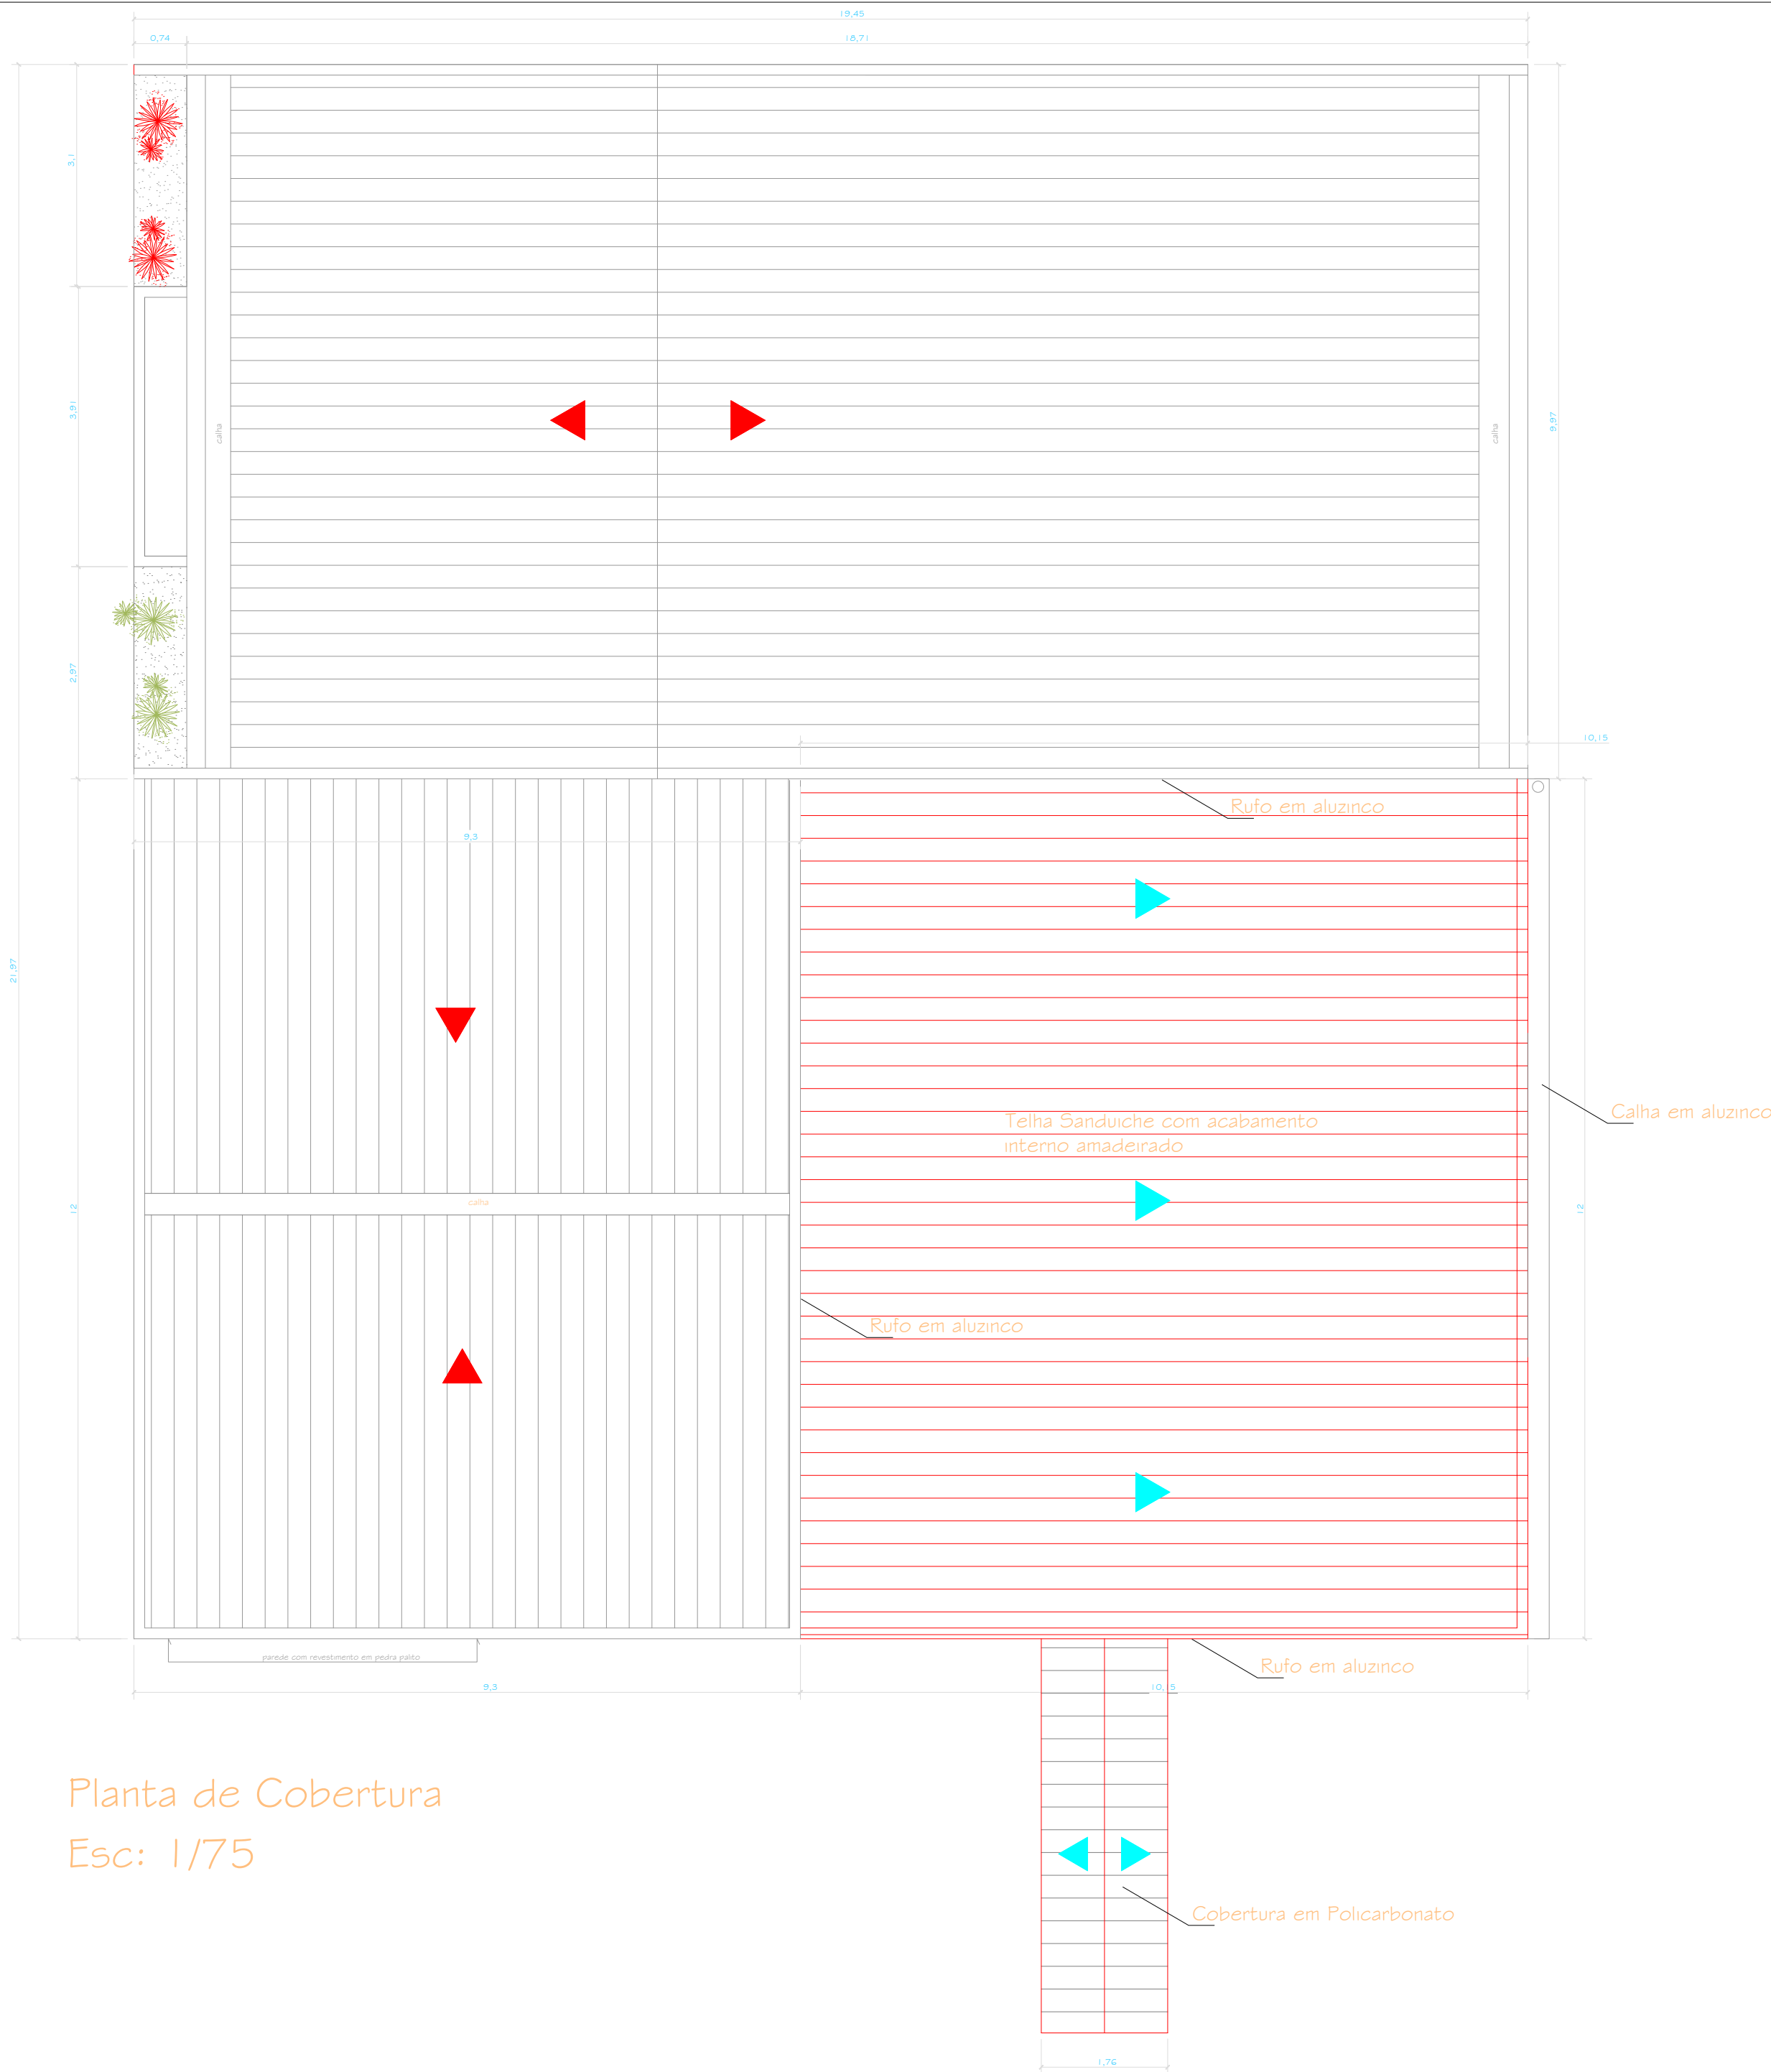 19,45
0,74
18,71
3,1
3,91
calha
calha
9,97
2,97
10,15
Rufo em aluzinco
9,3
21,97
Telha Sanduiche com acabamento
interno amadeirado
Calha em aluzinco
12
calha
12
Rufo em aluzinco
parede com revestimento em pedra palito
Rufo em aluzinco
9,3
10,15
Planta de Cobertura
Esc: 1/75
Cobertura em Policarbonato
1,76